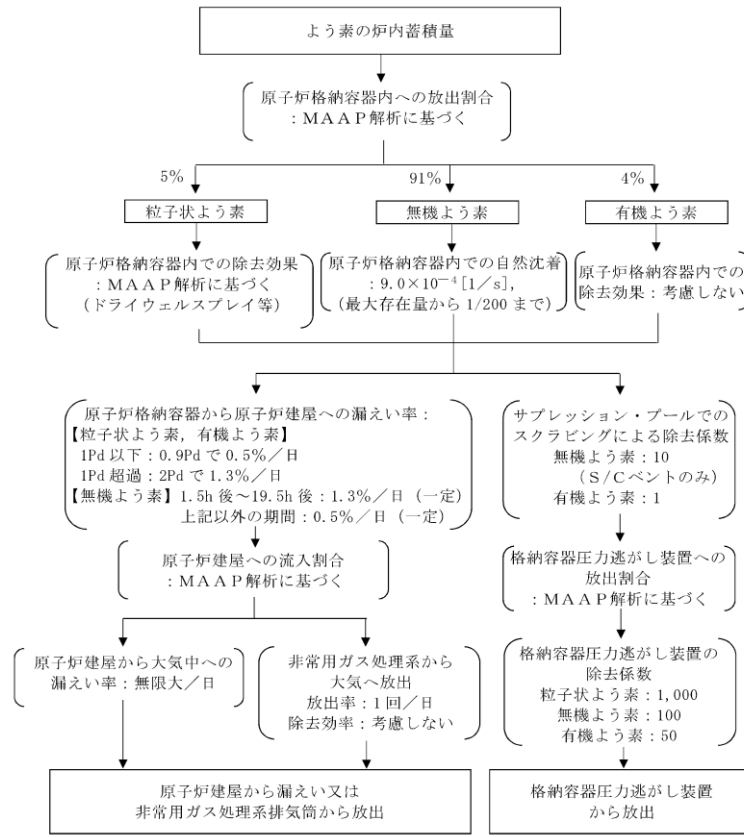 よう素の炉内蓄積量
原子炉格納容器内への放出割合
：ＭＡＡＰ解析に基づく
5%
91%
4%
粒子状よう素
無機よう素
有機よう素
原子炉格納容器内での除去効果
：ＭＡＡＰ解析に基づく
（ドライウェルスプレイ等）
原子炉格納容器内での自然沈着
：9.0×10⁻⁴[1／s],
（最大存在量から 1/200 まで）
原子炉格納容器内での
除去効果：考慮しない
原子炉格納容器から原子炉建屋への漏えい率：
【粒子状よう素，有機よう素】
1Pd 以下：0.9Pd で 0.5%／日
1Pd 超過：2Pd で 1.3%／日
【無機よう素】1.5h 後～19.5h 後：1.3%／日（一定）
上記以外の期間：0.5%／日（一定）
サプレッション・プールでの
スクラビングによる除去係数
無機よう素：10
（Ｓ/Ｃベントのみ）
有機よう素：1
原子炉建屋への流入割合
：ＭＡＡＰ解析に基づく
格納容器圧力逃がし装置への
放出割合
：ＭＡＡＰ解析に基づく
原子炉建屋から大気中への
漏えい率：無限大／日
非常用ガス処理系から
大気へ放出
放出率：1 回／日
除去効率：考慮しない
格納容器圧力逃がし装置の
除去係数
粒子状よう素：1,000
無機よう素：100
有機よう素：50
原子炉建屋から漏えい又は
非常用ガス処理系排気筒から放出
格納容器圧力逃がし装置
から放出